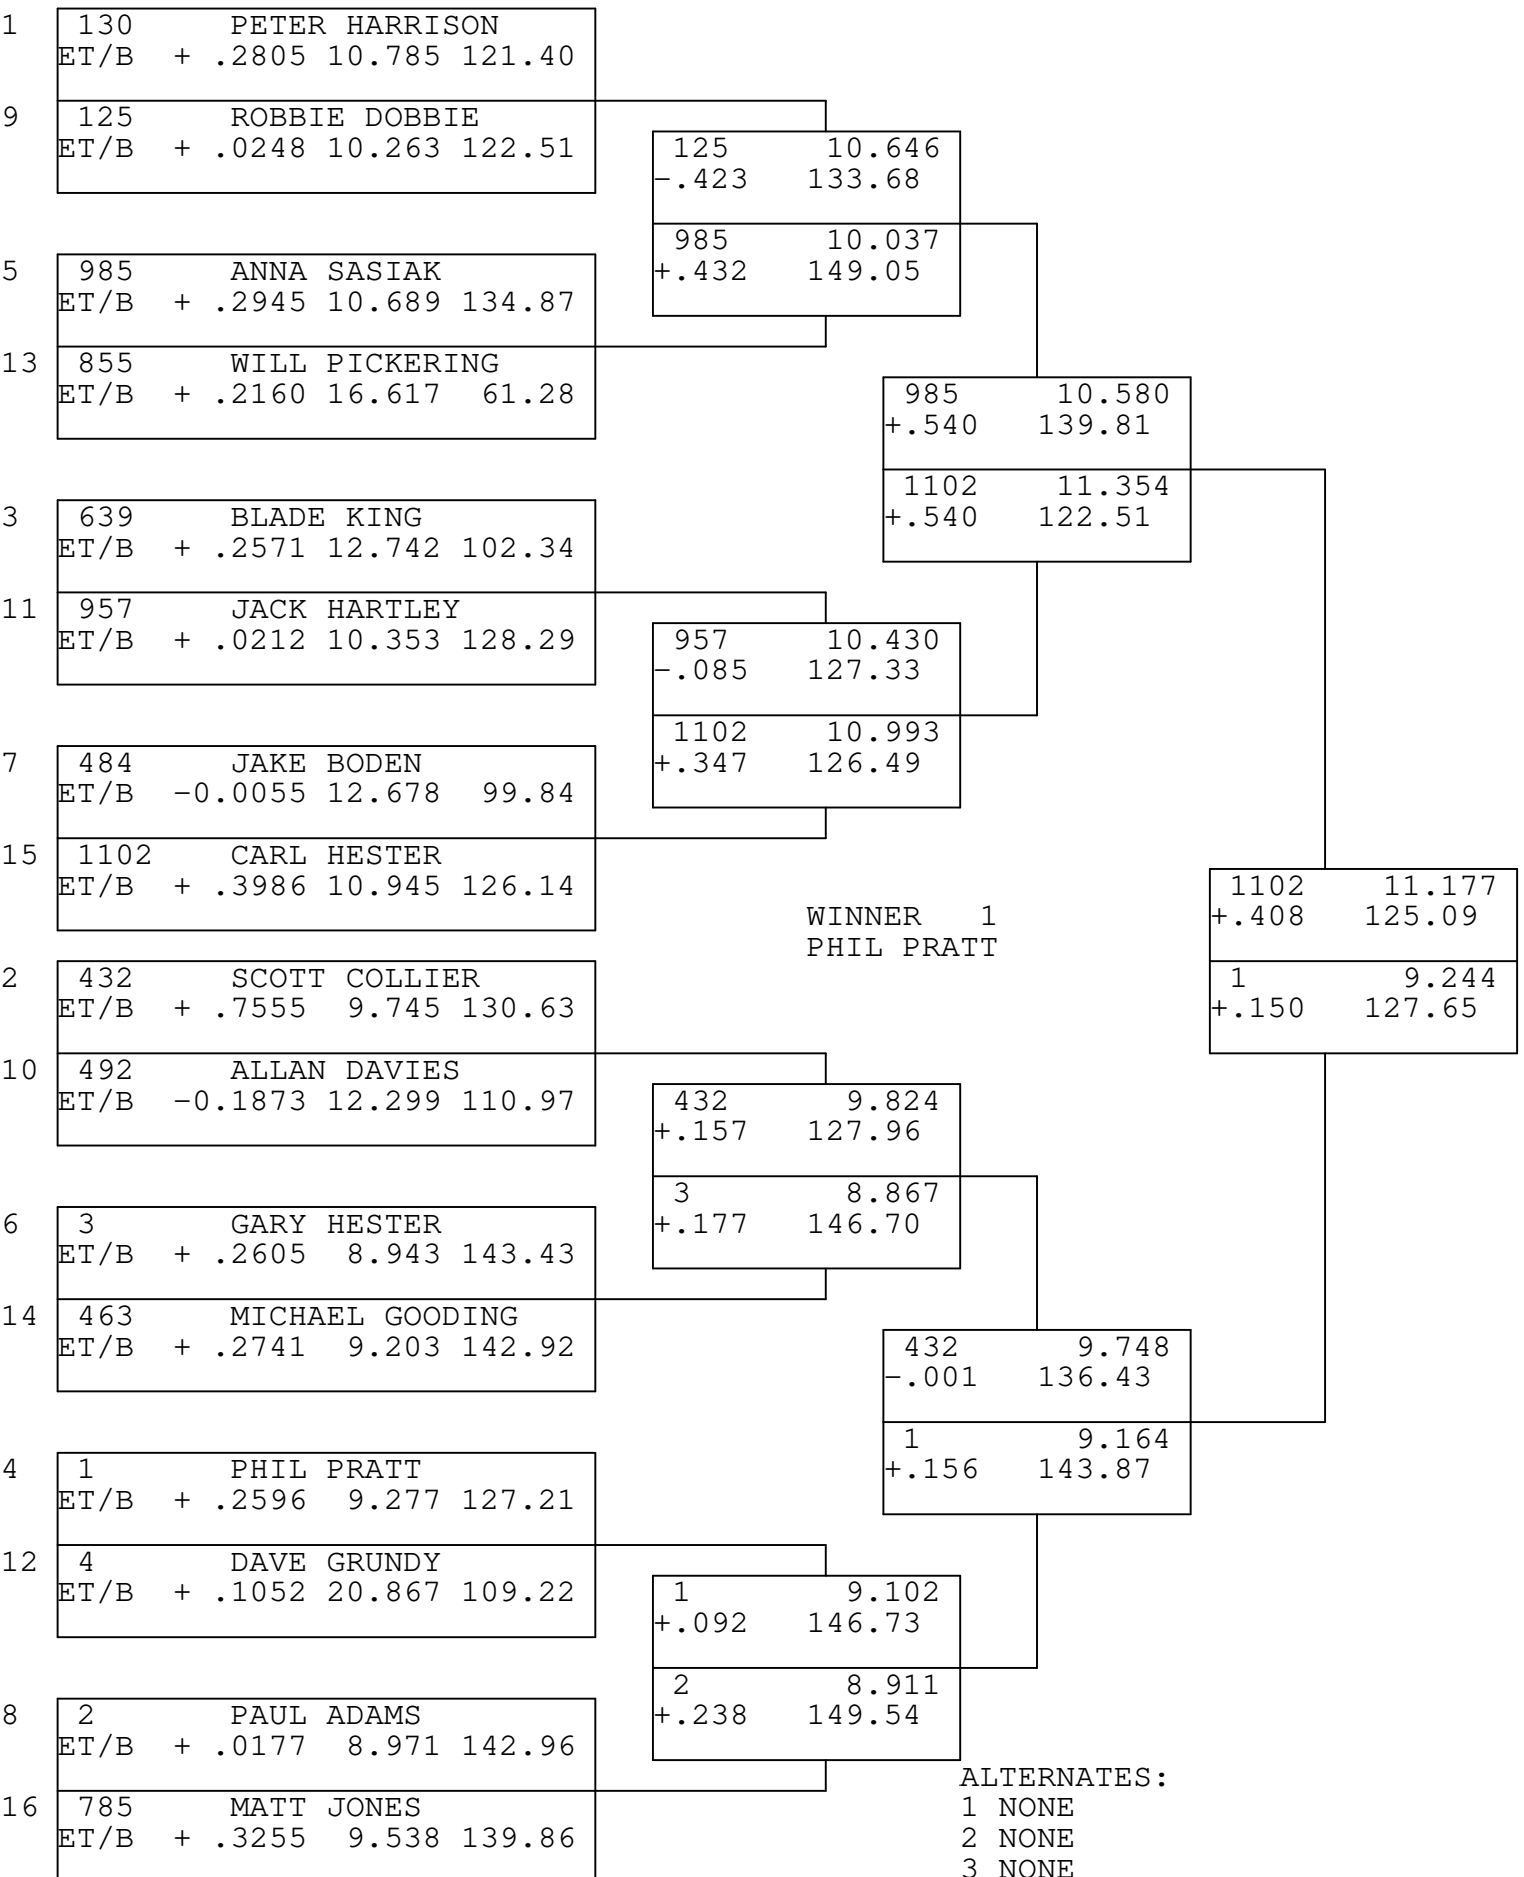 1 130 PETER HARRISON
ET/B + .2805 10.785 121.40
9 125 ROBBIE DOBBIE
ET/B + .0248 10.263 122.51
5 985 ANNA SASIAK
ET/B + .2945 10.689 134.87
13 855 WILL PICKERING
ET/B + .2160 16.617 61.28
3 639 BLADE KING
ET/B + .2571 12.742 102.34
11 957 JACK HARTLEY
ET/B + .0212 10.353 128.29
7 484 JAKE BODEN
ET/B -0.0055 12.678 99.84
15 1102 CARL HESTER
ET/B + .3986 10.945 126.14
2 432 SCOTT COLLIER
ET/B + .7555 9.745 130.63
10 492 ALLAN DAVIES
ET/B -0.1873 12.299 110.97
6 3 GARY HESTER
ET/B + .2605 8.943 143.43
14 463 MICHAEL GOODING
ET/B + .2741 9.203 142.92
4 1 PHIL PRATT
ET/B + .2596 9.277 127.21
12 4 DAVE GRUNDY
ET/B + .1052 20.867 109.22
8 2 PAUL ADAMS
ET/B + .0177 8.971 142.96
16 785 MATT JONES
ET/B + .3255 9.538 139.86
125 10.646
-.423 133.68
985 10.037
+.432 149.05
957 10.430
-.085 127.33
1102 10.993
+.347 126.49
432 9.824
+.157 127.96
3 8.867
+.177 146.70
1 9.102
+.092 146.73
2 8.911
+.238 149.54
985 10.580
+.540 139.81
1102 11.354
+.540 122.51
432 9.748
-.001 136.43
1 9.164
+.156 143.87
1102 11.177
+.408 125.09
1 9.244
+.150 127.65
WINNER 1
PHIL PRATT
ALTERNATES:
1 NONE
2 NONE
3 NONE